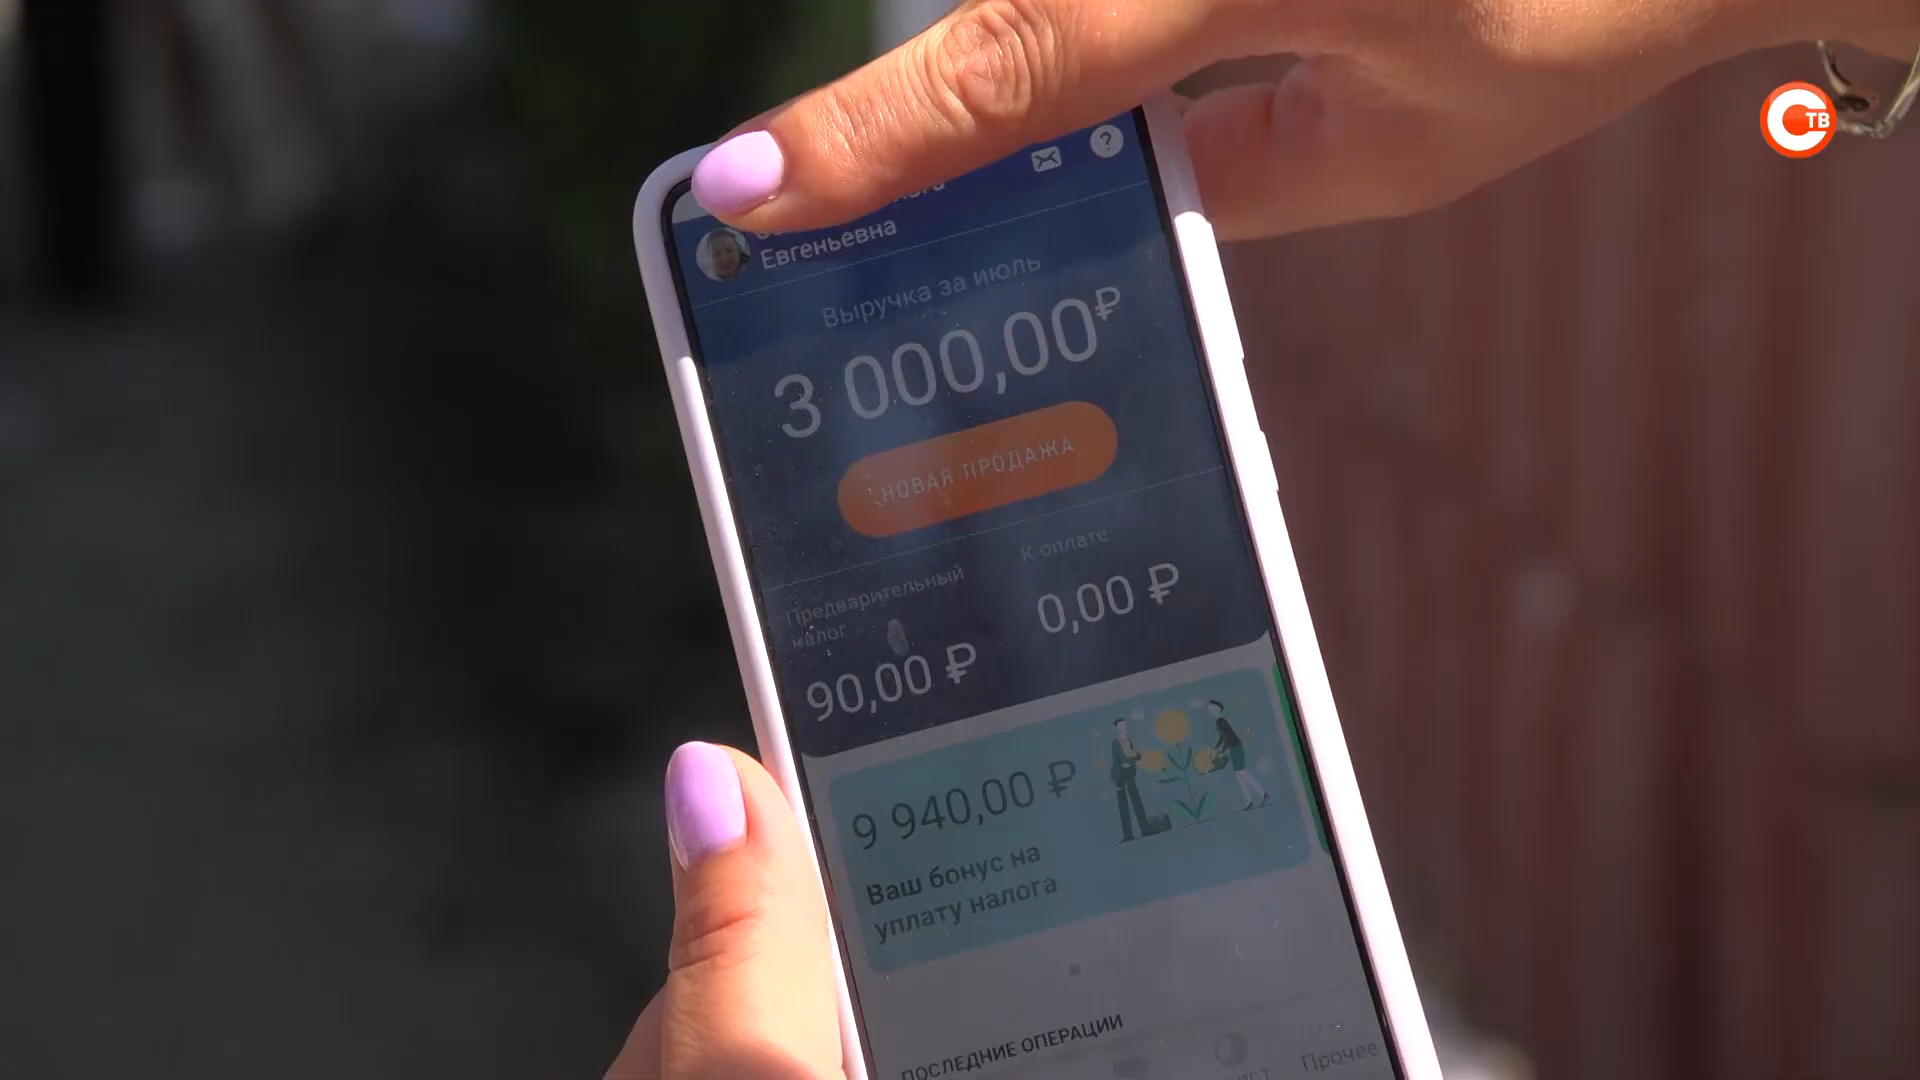 ТВ
Евгеньевна
Выручка за июль
3 000,00 ₽
НОВАЯ ПРОДАЖА
Предварительный
налог
90,00 ₽
К оплате
0,00 ₽
9 940,00 ₽
Ваш бонус на
уплату налога
ПОСЛЕДНИЕ ОПЕРАЦИИ
Прочее